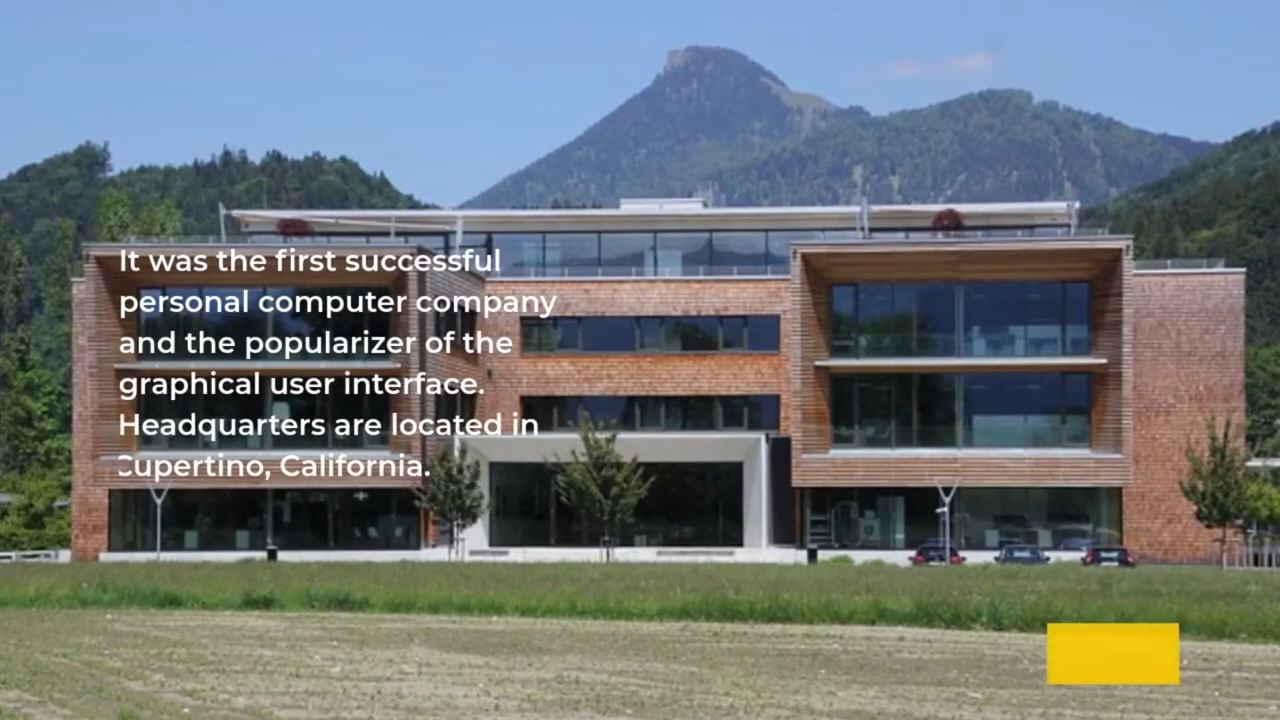 It was the first successful
personal computer company
and the popularizer of the
graphical user interface.
Headquarters are located in
Cupertino, California.